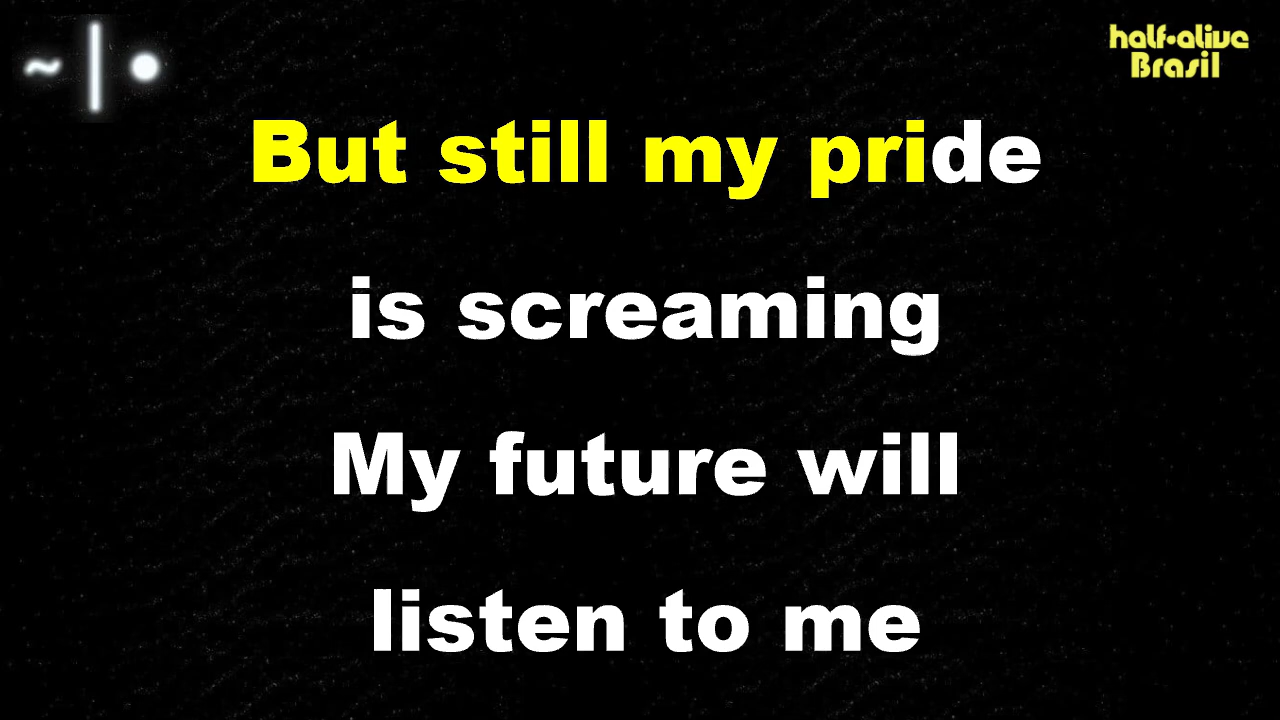 ~ | •
half•alive
Brasil
But still my pride
is screaming
My future will
listen to me